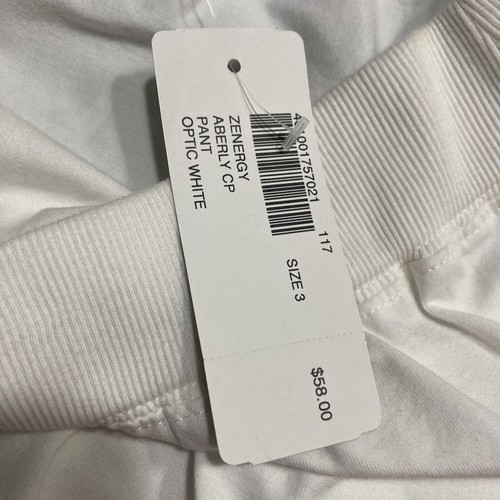 ZENERGY
ABERLY CP
PANT
OPTIC WHITE
001757021
117
SIZE 3
$58.00